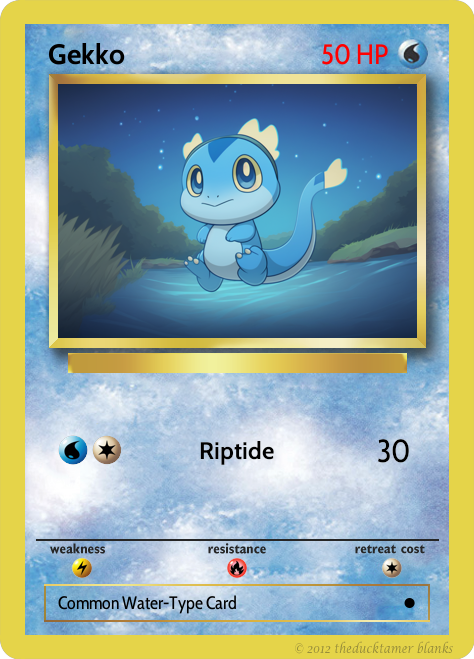 Gekko 50 HP
Riptide 30
weakness resistance retreat cost
Common Water-Type Card
© 2012 theducktamer blanks